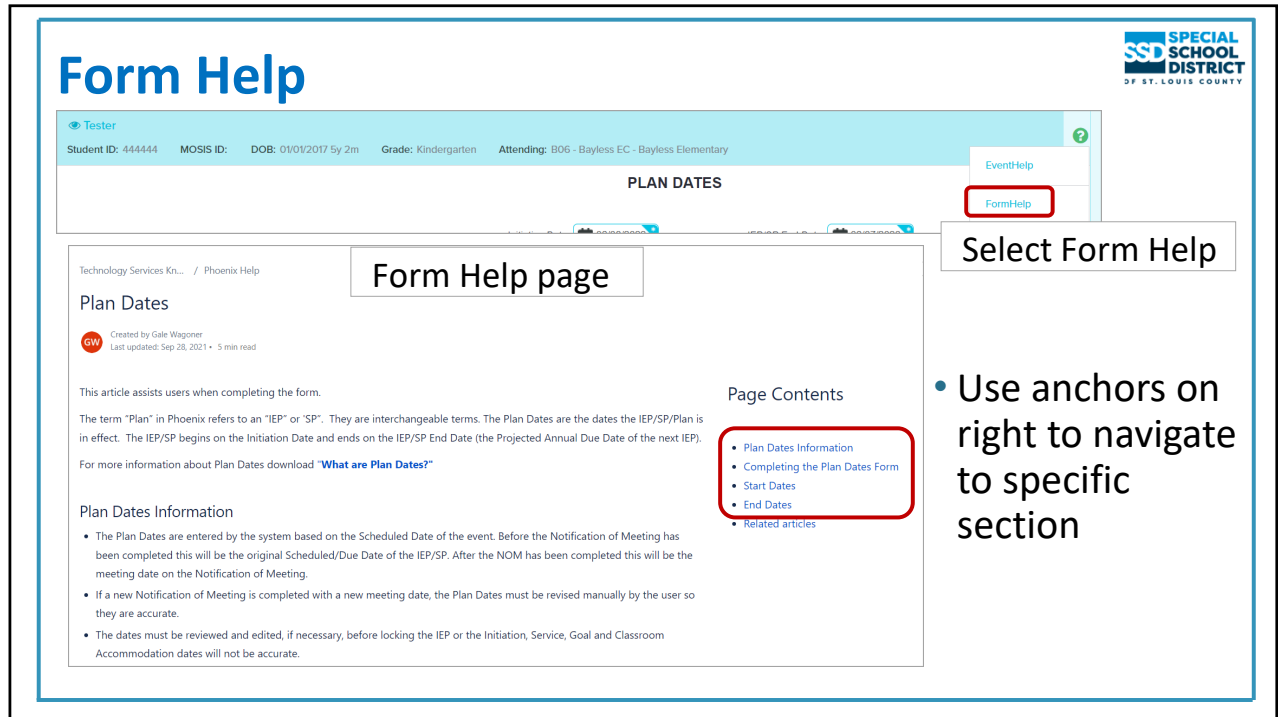 Form Help
SSD SPECIAL
SCHOOL
DISTRICT
OF ST. LOUIS COUNTY
Tester
Student ID: 444444 MOSIS ID: DOB: 01/01/2017 5y 2m Grade: Kindergarten Attending: B06 - Bayless EC - Bayless Elementary
?
EventHelp
PLAN DATES
FormHelp
Select Form Help
Technology Services Kn... / Phoenix Help
Form Help page
Plan Dates
GW
Created by Gale Wagoner
Last updated: Sep 28, 2021 • 5 min read
This article assists users when completing the form.
The term "Plan" in Phoenix refers to an "IEP" or 'SP". They are interchangeable terms. The Plan Dates are the dates the IEP/SP/Plan is
in effect. The IEP/SP begins on the Initiation Date and ends on the IEP/SP End Date (the Projected Annual Due Date of the next IEP).
For more information about Plan Dates download "What are Plan Dates?"
Plan Dates Information
• The Plan Dates are entered by the system based on the Scheduled Date of the event. Before the Notification of Meeting has
been completed this will be the original Scheduled/Due Date of the IEP/SP. After the NOM has been completed this will be the
meeting date on the Notification of Meeting.
• If a new Notification of Meeting is completed with a new meeting date, the Plan Dates must be revised manually by the user so
they are accurate.
• The dates must be reviewed and edited, if necessary, before locking the IEP or the Initiation, Service, Goal and Classroom
Accommodation dates will not be accurate.
Page Contents
• Plan Dates Information
• Completing the Plan Dates Form
• Start Dates
• End Dates
• Related articles
• Use anchors on
right to navigate
to specific
section